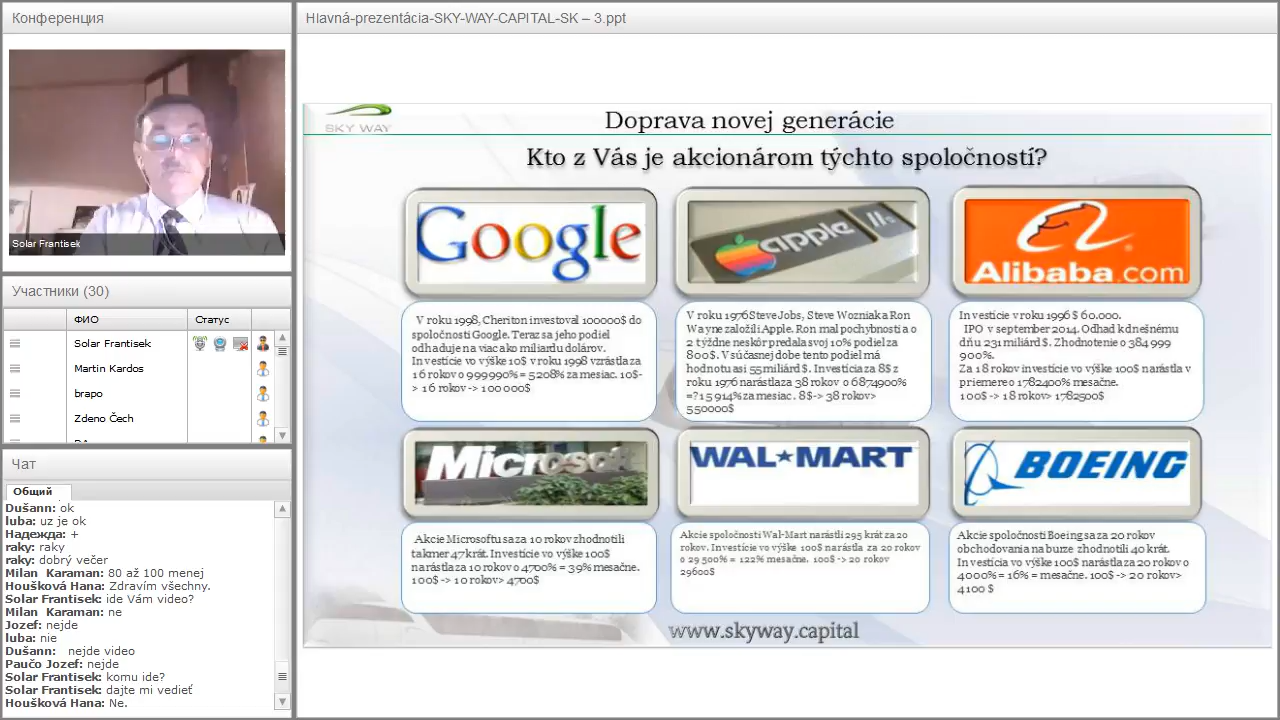 Конференция
Hlavná-prezentácia-SKY-WAY-CAPITAL-SK – 3.ppt
Solar Frantisek
Участники (30)
ФИО
Статус
Solar Frantisek
Martin Kardos
brapo
Zdeno Čech
Чат
Общий
Dušann: ok
luba: uz je ok
Надежда: +
raky: raky
raky: dobrý večer
Milan Karaman: 80 až 100 menej
Houšková Hana: Zdravím všechny.
Solar Frantisek: ide Vám video?
Milan Karaman: ne
Jozef: nejde
luba: nie
Dušann: nejde video
Paučo Jozef: nejde
Solar Frantisek: komu ide?
Solar Frantisek: dajte mi vedieť
Houšková Hana: Ne.
SKY WAY
Doprava novej generácie
Kto z Vás je akcionárom týchto spoločností?
Google
apple
Alibaba.com
V roku 1998, Cheriton investoval 100000$ do
spoločnosti Google. Teraz sa jeho podiel
odhaduje na viac ako miliardu dolárov.
Investície vo výške 10$ v roku 1998 vzrástla za
16 rokov o 999990% = 5208% za mesiac. 10$-
> 16 rokov -> 100 000$
V roku 1976 Steve Jobs, Steve Wozniak a Ron
Wayne založili Apple. Ron mal pochybnosti a o
2 týždne neskôr predala svoj 10% podiel za
800$. V súčasnej dobe tento podiel má
hodnotu asi 55 miliárd $. Investícia 8$ z
roku 1976 narástla za 38 rokov o 6874900%
=?15 914% za mesiac. 8$-> 38 rokov>
550000$
Investície v roku 1996 $ 60.000.
IPO v september 2014. Odhad k dnešnému
dňu 231 miliárd $. Zhodnotenie o 384 999
900%.
Za 18 rokov investície vo výške 100$ narástla v
priemere o 1782400% mesačne.
100$ -> 18 rokov> 1782500$
Microsoft
WAL★MART
BOEING
Akcie Microsoftu sa za 10 rokov zhodnotili
takmer 47 krát. Investície vo výške 100$
narástla za 10 rokov o 4700% = 39% mesačne.
100$ -> 10 rokov> 4700$
Akcie spoločnosti Wal-Mart narástli 295 krát za 20
rokov. Investície vo výške 100$ narástla za 20 rokov
o 29 500% = 122% mesačne. 100$ -> 20 rokov
29600$
Akcie spoločnosti Boeing sa za 20 rokov
obchodovania na burze zhodnotili 40 krát.
Investícia vo výške 100$ narástla za 20 rokov o
4000% = 16% = mesačne. 100$ -> 20 rokov>
4100 $
www.skyway.capital